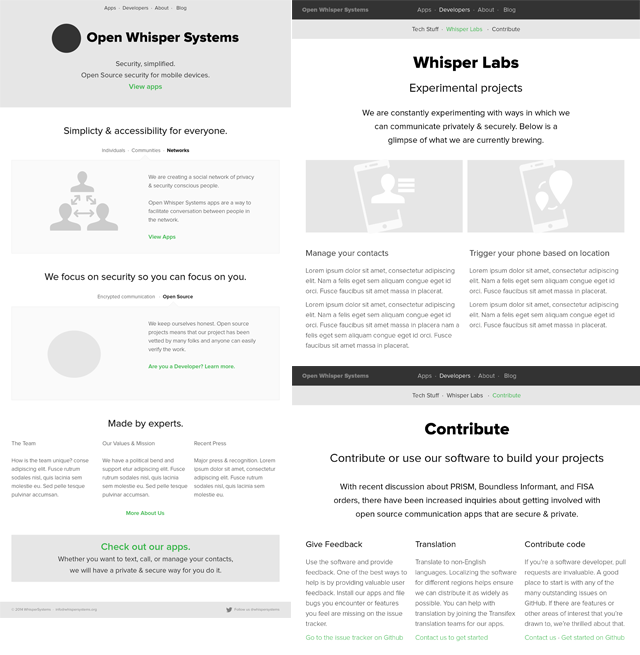 Apps · Developers · About · Blog
Open Whisper Systems
Security, simplified.
Open Source security for mobile devices.
View apps
Simplicty & accessibility for everyone.
Individuals · Communities · Networks
We are creating a social network of privacy
& security conscious people.
Open Whisper Systems apps are a way to
facilitate conversation between people in
the network.
View Apps
We focus on security so you can focus on you.
Encrypted communication · Open Source
We keep ourselves honest. Open source
projects means that our project has been
vetted by many folks and anyone can easily
verify the work.
Are you a Developer? Learn more.
Made by experts.
The Team
How is the team unique? conse
adipiscing elit. Fusce rutrum
sodales nisl, quis lacinia sem
molestie eu. Sed pelle tesque
pulvinar accumsan.
Our Values & Mission
We have a political bend and
support etur adipiscing elit. Fusce
rutrum sodales nisl, quis lacinia
sem molestie eu. Sed pelle tesque
pulvinar accumsan.
Recent Press
Major press & recognition. Lorem
ipsum dolor sit amet, consectetur
adipiscing elit. Fusce rutrum
sodales nisl, quis lacinia sem
molestie eu.
More About Us
Check out our apps.
Whether you want to text, call, or manage your contacts,
we will have a private & secure way for you do it.
Open Whisper Systems
Apps · Developers · About · Blog
Tech Stuff · Whisper Labs · Contribute
Whisper Labs
Experimental projects
We are constantly experimenting with ways in which we
can communicate privately & securely. Below is a
glimpse of what we are currently brewing.
Manage your contacts
Lorem ipsum dolor sit amet, consectetur adipiscing
elit. Nam a felis eget sem aliquam congue eget id
orci. Fusce faucibus sit amet massa in placerat.
Lorem ipsum dolor sit amet, consectetur adipiscing
elit. Nam a felis eget sem aliquam congue eget id
orci. Fusce faucibus sit amet massa in placerat nam a
felis eget sem aliquam congue eget id orci. Fusce
faucibus sit amet massa in placerat.
Trigger your phone based on location
Lorem ipsum dolor sit amet, consectetur adipiscing
elit. Nam a felis eget sem aliquam congue eget id
orci. Fusce faucibus sit amet massa in placerat.
Lorem ipsum dolor sit amet, consectetur adipiscing
elit. Nam a felis eget sem aliquam congue eget id
orci. Fusce faucibus sit amet massa in placerat.
Open Whisper Systems
Apps · Developers · About · Blog
Tech Stuff · Whisper Labs · Contribute
Contribute
Contribute or use our software to build your projects
With recent discussion about PRISM, Boundless Informant, and FISA
orders, there have been increased inquiries about getting involved with
open source communication apps that are secure & private.
Give Feedback
Use the software and provide
feedback. One of the best ways to
help is by providing valuable user
feedback. Install our apps and file
bugs you encounter or features
you feel are missing on the issue
tracker.
Go to the Issue tracker on Github
Translation
Translate to non-English
languages. Localizing the software
for different regions helps ensure
we can distribute it as widely as
possible. You can help with
translation by joining the Transifex
translation teams for our apps.
Contact us to get started
Contribute code
If you're a software developer, pull
requests are invaluable. A good
place to start is with any of the
many outstanding issues on
GitHub. If there are features or
other areas of interest that you're
drawn to, we're thrilled about that.
Contact us - Get started on Github